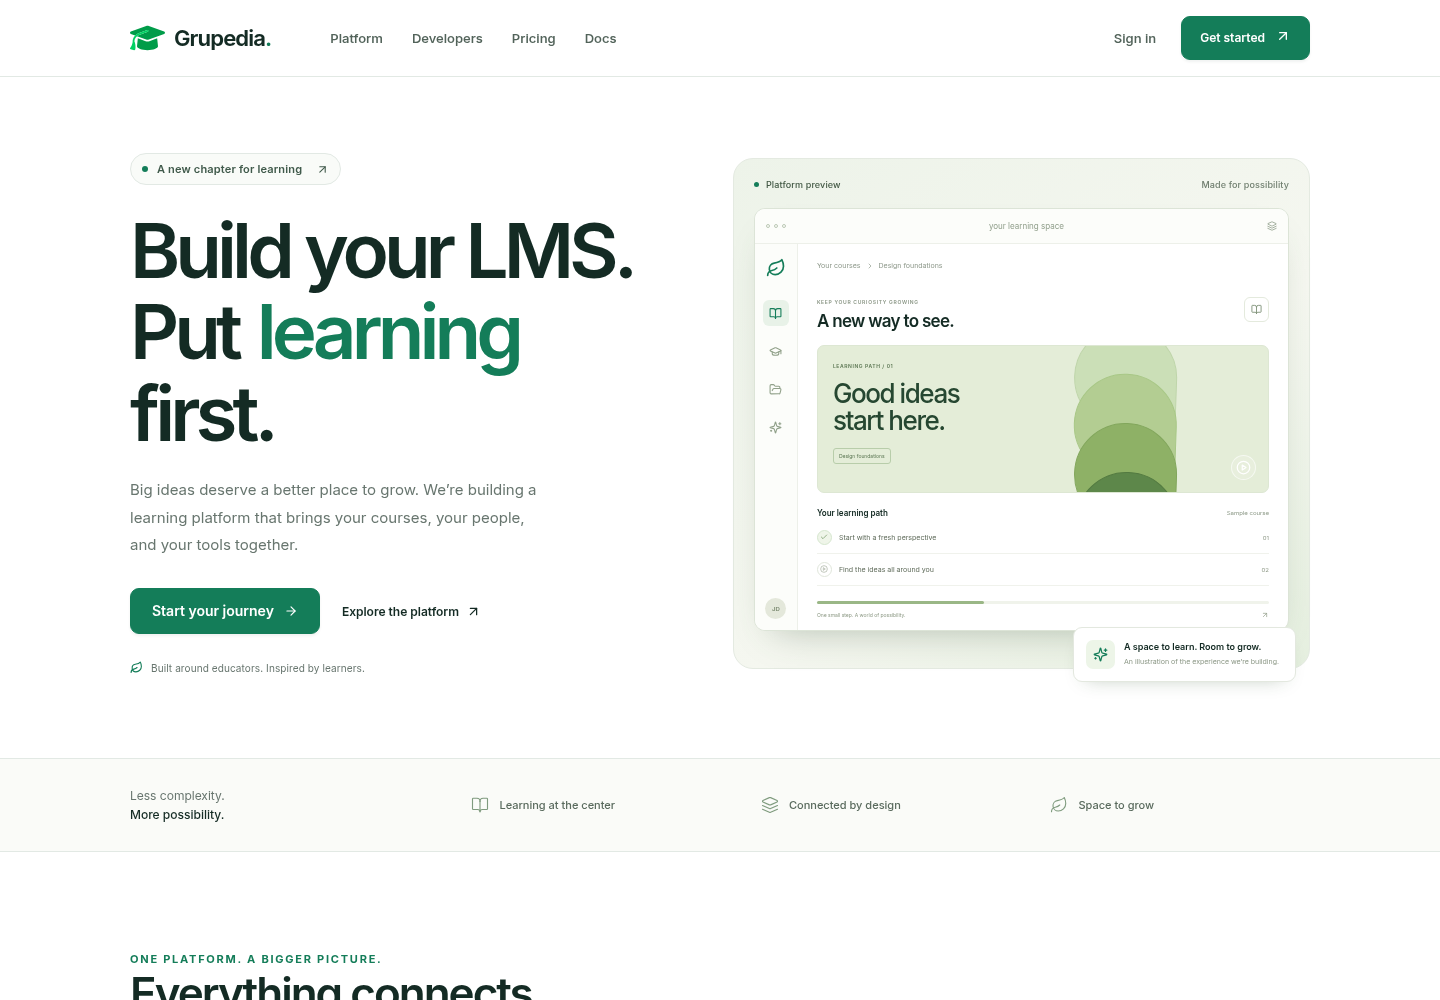 Grupedia.
Platform
Developers
Pricing
Docs
Sign in
Get started
A new chapter for learning
Build your LMS.
Put learning
first.
Big ideas deserve a better place to grow. We’re building a
learning platform that brings your courses, your people,
and your tools together.
Start your journey
Explore the platform
Built around educators. Inspired by learners.
Platform preview
Made for possibility
your learning space
Your courses
Design foundations
KEEP YOUR CURIOSITY GROWING
A new way to see.
LEARNING PATH / 01
Good ideas
start here.
Design foundations
Your learning path
Sample course
Start with a fresh perspective
01
Find the ideas all around you
02
JD
One small step. A world of possibility.
A space to learn. Room to grow.
An illustration of the experience we’re building.
Less complexity.
More possibility.
Learning at the center
Connected by design
Space to grow
ONE PLATFORM. A BIGGER PICTURE.
Everything connects